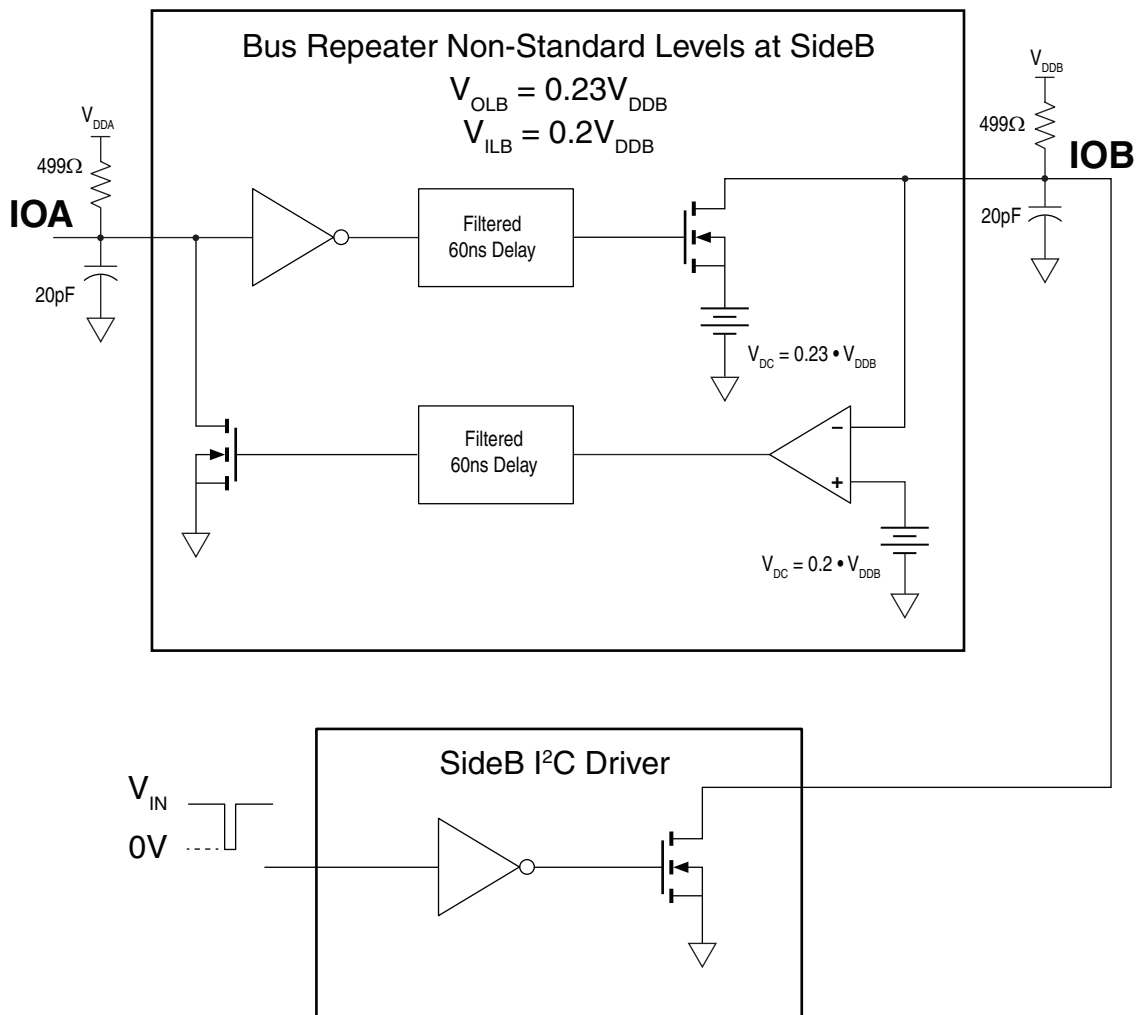 Bus Repeater Non-Standard Levels at SideB
V_OLB = 0.23V_DDB
V_ILB = 0.2V_DDB
V_DDA
499Ω
IOA
20pF
Filtered
60ns Delay
V_DC = 0.23 • V_DDB
V_DDB
499Ω
IOB
20pF
Filtered
60ns Delay
−
+
V_DC = 0.2 • V_DDB
SideB I²C Driver
V_IN
0V